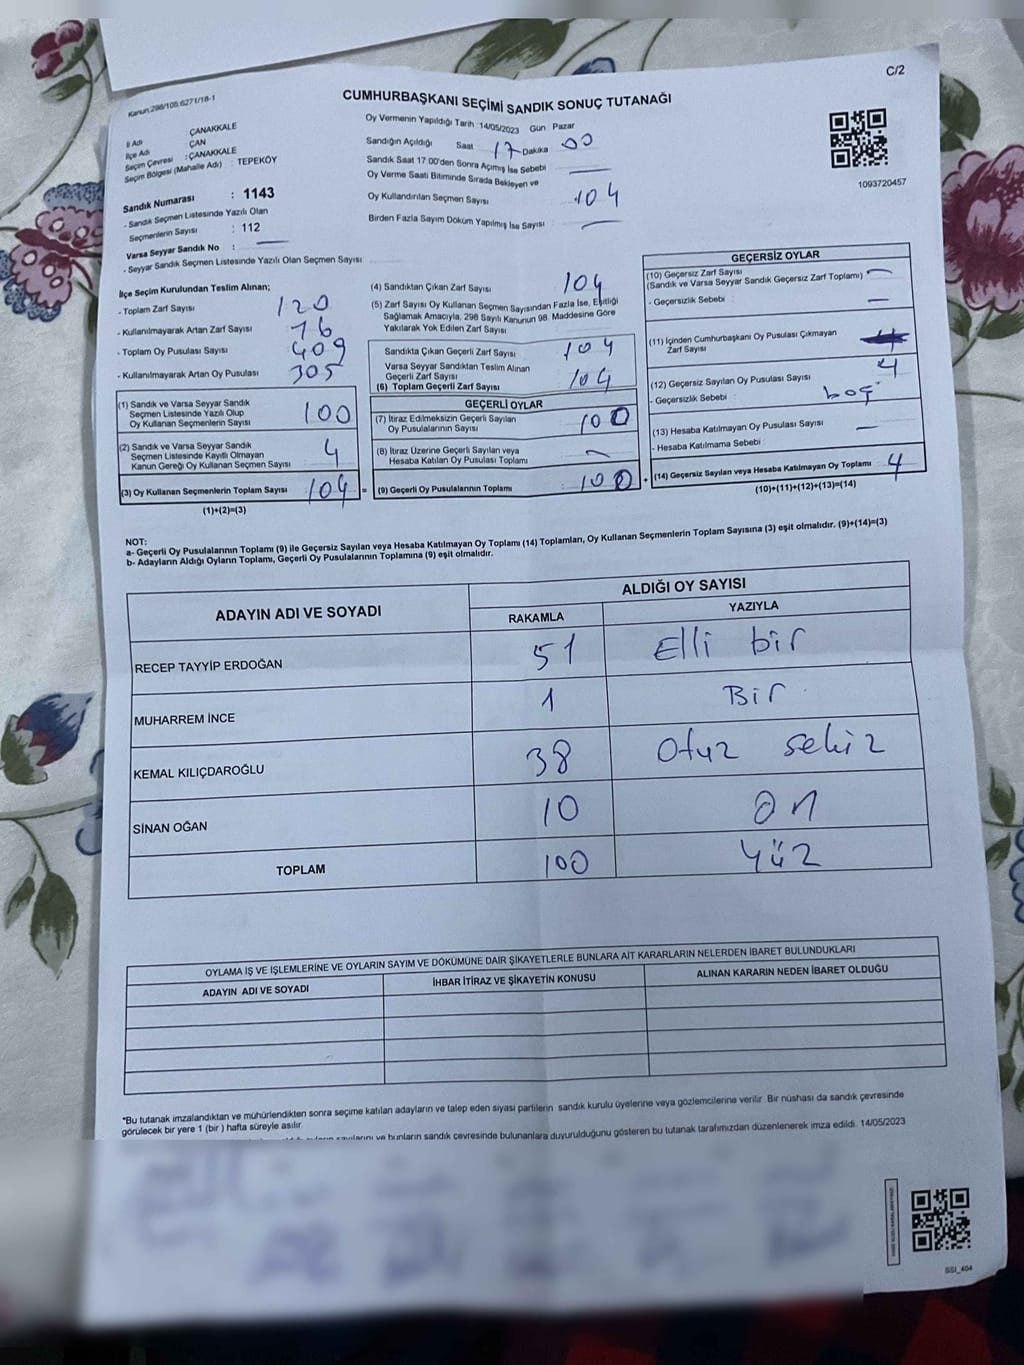 C/2
Kanun:298/105,6271/18-1
CUMHURBAŞKANI SEÇİMİ SANDIK SONUÇ TUTANAĞI
İl Adı ÇANAKKALE
İlçe Adı ÇAN
Seçim Çevresi : ÇANAKKALE
Seçim Bölgesi (Mahalle Adı) : TEPEKÖY
Sandık Numarası : 1143
- Sandık Seçmen Listesinde Yazılı Olan
Seçmenlerin Sayısı : 112
Varsa Seyyar Sandık No :
- Seyyar Sandık Seçmen Listesinde Yazılı Olan Seçmen Sayısı
Oy Vermenin Yapıldığı Tarih :14/05/2023 Gün Pazar
Sandığın Açıldığı Saat 17 Dakika 00
Sandık Saat 17.00'den Sonra Açımış İse Sebebi
Oy Verme Saati Bitiminde Sırada Bekleyen ve
Oy Kullandırılan Seçmen Sayısı 104
Birden Fazla Sayım Döküm Yapılmış İse Sayısı :
1093720457
İlçe Seçim Kurulundan Teslim Alınan;
- Toplam Zarf Sayısı 120
- Kullanılmayarak Artan Zarf Sayısı 16
- Toplam Oy Pusulası Sayısı 409
- Kullanılmayarak Artan Oy Pusulası 305
(1) Sandık ve Varsa Seyyar Sandık
Seçmen Listesinde Yazılı Olup
Oy Kullanan Seçmenlerin Sayısı 100
(2) Sandık ve Varsa Seyyar Sandık
Seçmen Listesinde Kayıtlı Olmayan
Kanun Gereği Oy Kullanan Seçmen Sayısı 4
(3) Oy Kullanan Seçmenlerin Toplam Sayısı 104 =
(1)+(2)=(3)
(4) Sandıktan Çıkan Zarf Sayısı 104
(5) Zarf Sayısı Oy Kullanan Seçmen Sayısından Fazla İse, Eşitliği
Sağlamak Amacıyla, 298 Sayılı Kanunun 98. Maddesine Göre
Yakılarak Yok Edilen Zarf Sayısı
Sandıkta Çıkan Geçerli Zarf Sayısı 104
Varsa Seyyar Sandıktan Teslim Alınan
Geçerli Zarf Sayısı
(6) Toplam Geçerli Zarf Sayısı 104
GEÇERLİ OYLAR
(7) İtiraz Edilmeksizin Geçerli Sayılan
Oy Pusulalarının Sayısı 100
(8) İtiraz Üzerine Geçerli Sayılan veya
Hesaba Katılan Oy Pusulası Toplamı
(9) Geçerli Oy Pusulalarının Toplamı 100 +
GEÇERSİZ OYLAR
(10) Geçersiz Zarf Sayısı
(Sandık ve Varsa Seyyar Sandık Geçersiz Zarf Toplamı)
- Geçersizlik Sebebi :
(11) İçinden Cumhurbaşkanı Oy Pusulası Çıkmayan
Zarf Sayısı
(12) Geçersiz Sayılan Oy Pusulası Sayısı 4
- Geçersizlik Sebebi : boş
(13) Hesaba Katılmayan Oy Pusulası Sayısı
- Hesaba Katılmama Sebebi :
(14) Geçersiz Sayılan veya Hesaba Katılmayan Oy Toplamı 4
(10)+(11)+(12)+(13)=(14)
NOT:
a- Geçerli Oy Pusulalarının Toplamı (9) ile Geçersiz Sayılan veya Hesaba Katılmayan Oy Toplamı (14) Toplamları, Oy Kullanan Seçmenlerin Toplam Sayısına (3) eşit olmalıdır. (9)+(14)=(3)
b- Adayların Aldığı Oyların Toplamı, Geçerli Oy Pusulalarının Toplamına (9) eşit olmalıdır.
ADAYIN ADI VE SOYADI
ALDIĞI OY SAYISI
RAKAMLA YAZIYLA
RECEP TAYYİP ERDOĞAN 51 Elli bir
MUHARREM İNCE 1 Bir
KEMAL KILIÇDAROĞLU 38 Otuz sekiz
SİNAN OĞAN 10 on
TOPLAM 100 Yüz
OYLAMA İŞ VE İŞLEMLERİNE VE OYLARIN SAYIM VE DÖKÜMÜNE DAİR ŞİKAYETLERLE BUNLARA AİT KARARLARIN NELERDEN İBARET BULUNDUKLARI
ADAYIN ADI VE SOYADI İHBAR İTİRAZ VE ŞİKAYETİN KONUSU ALINAN KARARIN NEDEN İBARET OLDUĞU
*Bu tutanak imzalandıktan ve mühürlendikten sonra seçime katılan adayların ve talep eden siyasi partilerin sandık kurulu üyelerine veya gözlemcilerine verilir. Bir nüshası da sandık çevresinde
görülecek bir yere 1 (bir) hafta süreyle asılır.
ve bunların sandık çevresinde bulunanlara duyurulduğunu gösteren bu tutanak tarafımızdan düzenlenerek imza edildi. 14/05/2023
SSI_404